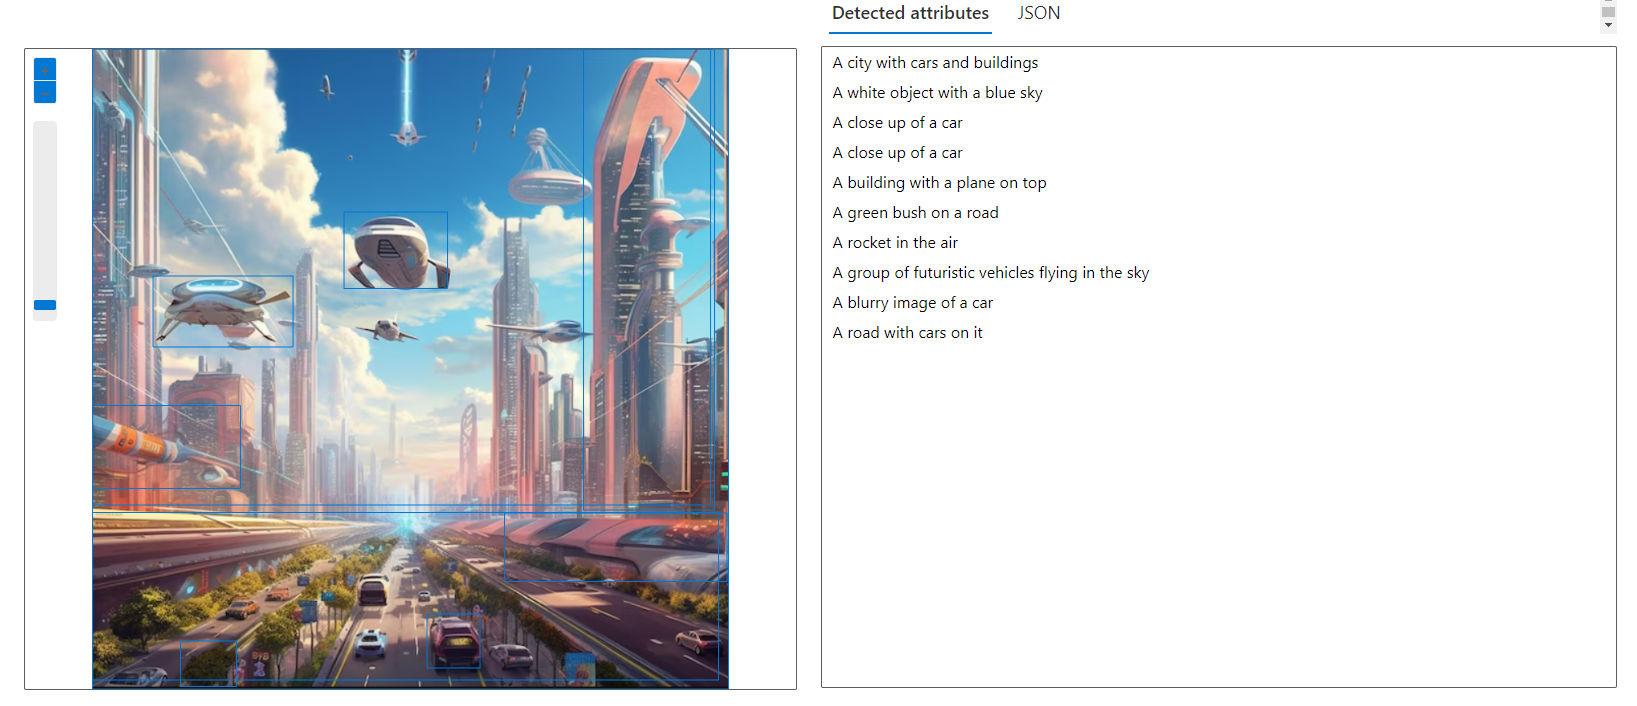 Detected attributes JSON
A city with cars and buildings
A white object with a blue sky
A close up of a car
A close up of a car
A building with a plane on top
A green bush on a road
A rocket in the air
A group of futuristic vehicles flying in the sky
A blurry image of a car
A road with cars on it